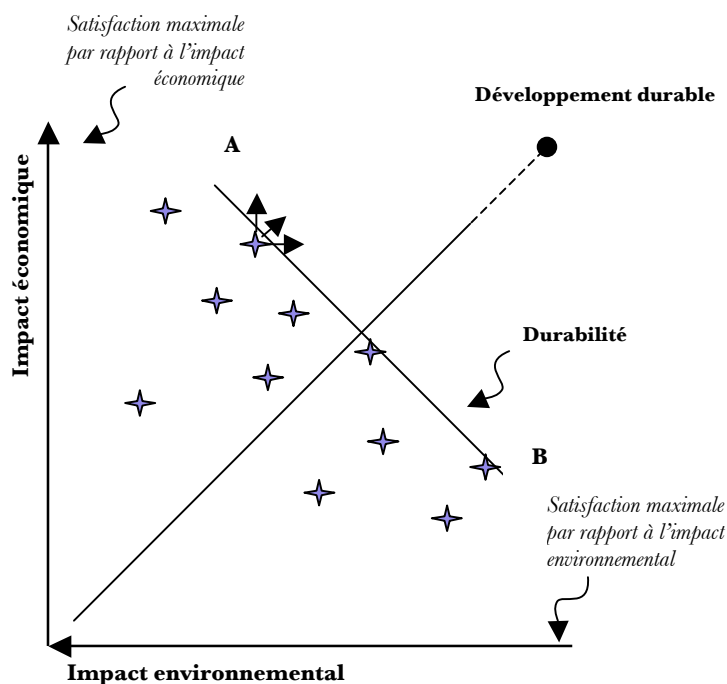 Satisfaction maximale
par rapport à l’impact
économique
Développement durable
A
Impact économique
Durabilité
B
Satisfaction maximale
par rapport à l’impact
environnemental
Impact environnemental